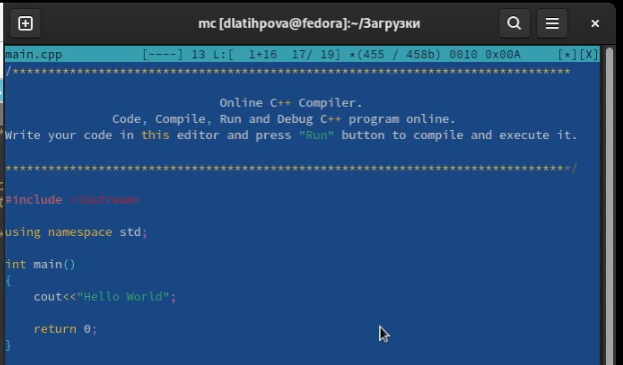 mc [dlatihpova@fedora]:~/Загрузки
main.cpp [----] 13 L:[ 1+16 17/ 19] *(455 / 458b) 0010 0x00A [*][X]
/******************************************************************************
Online C++ Compiler.
Code, Compile, Run and Debug C++ program online.
Write your code in this editor and press "Run" button to compile and execute it.
*******************************************************************************/
#include <iostream>
using namespace std;
int main()
{
cout<<"Hello World";
return 0;
}